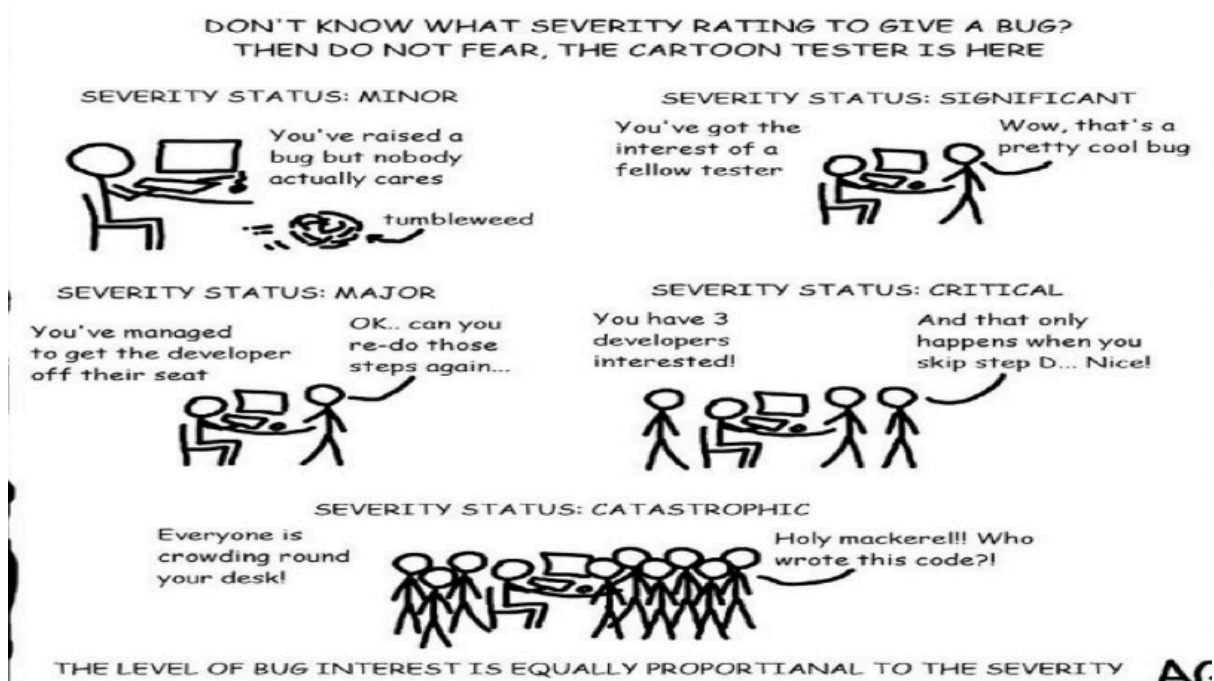 DON'T KNOW WHAT SEVERITY RATING TO GIVE A BUG?
THEN DO NOT FEAR, THE CARTOON TESTER IS HERE
SEVERITY STATUS: MINOR
You've raised a
bug but nobody
actually cares
tumbleweed
SEVERITY STATUS: SIGNIFICANT
You've got the
interest of a
fellow tester
Wow, that's a
pretty cool bug
SEVERITY STATUS: MAJOR
You've managed
to get the developer
off their seat
OK.. can you
re-do those
steps again...
SEVERITY STATUS: CRITICAL
You have 3
developers
interested!
And that only
happens when you
skip step D... Nice!
SEVERITY STATUS: CATASTROPHIC
Everyone is
crowding round
your desk!
Holy mackerel!! Who
wrote this code?!
THE LEVEL OF BUG INTEREST IS EQUALLY PROPORTIANAL TO THE SEVERITY